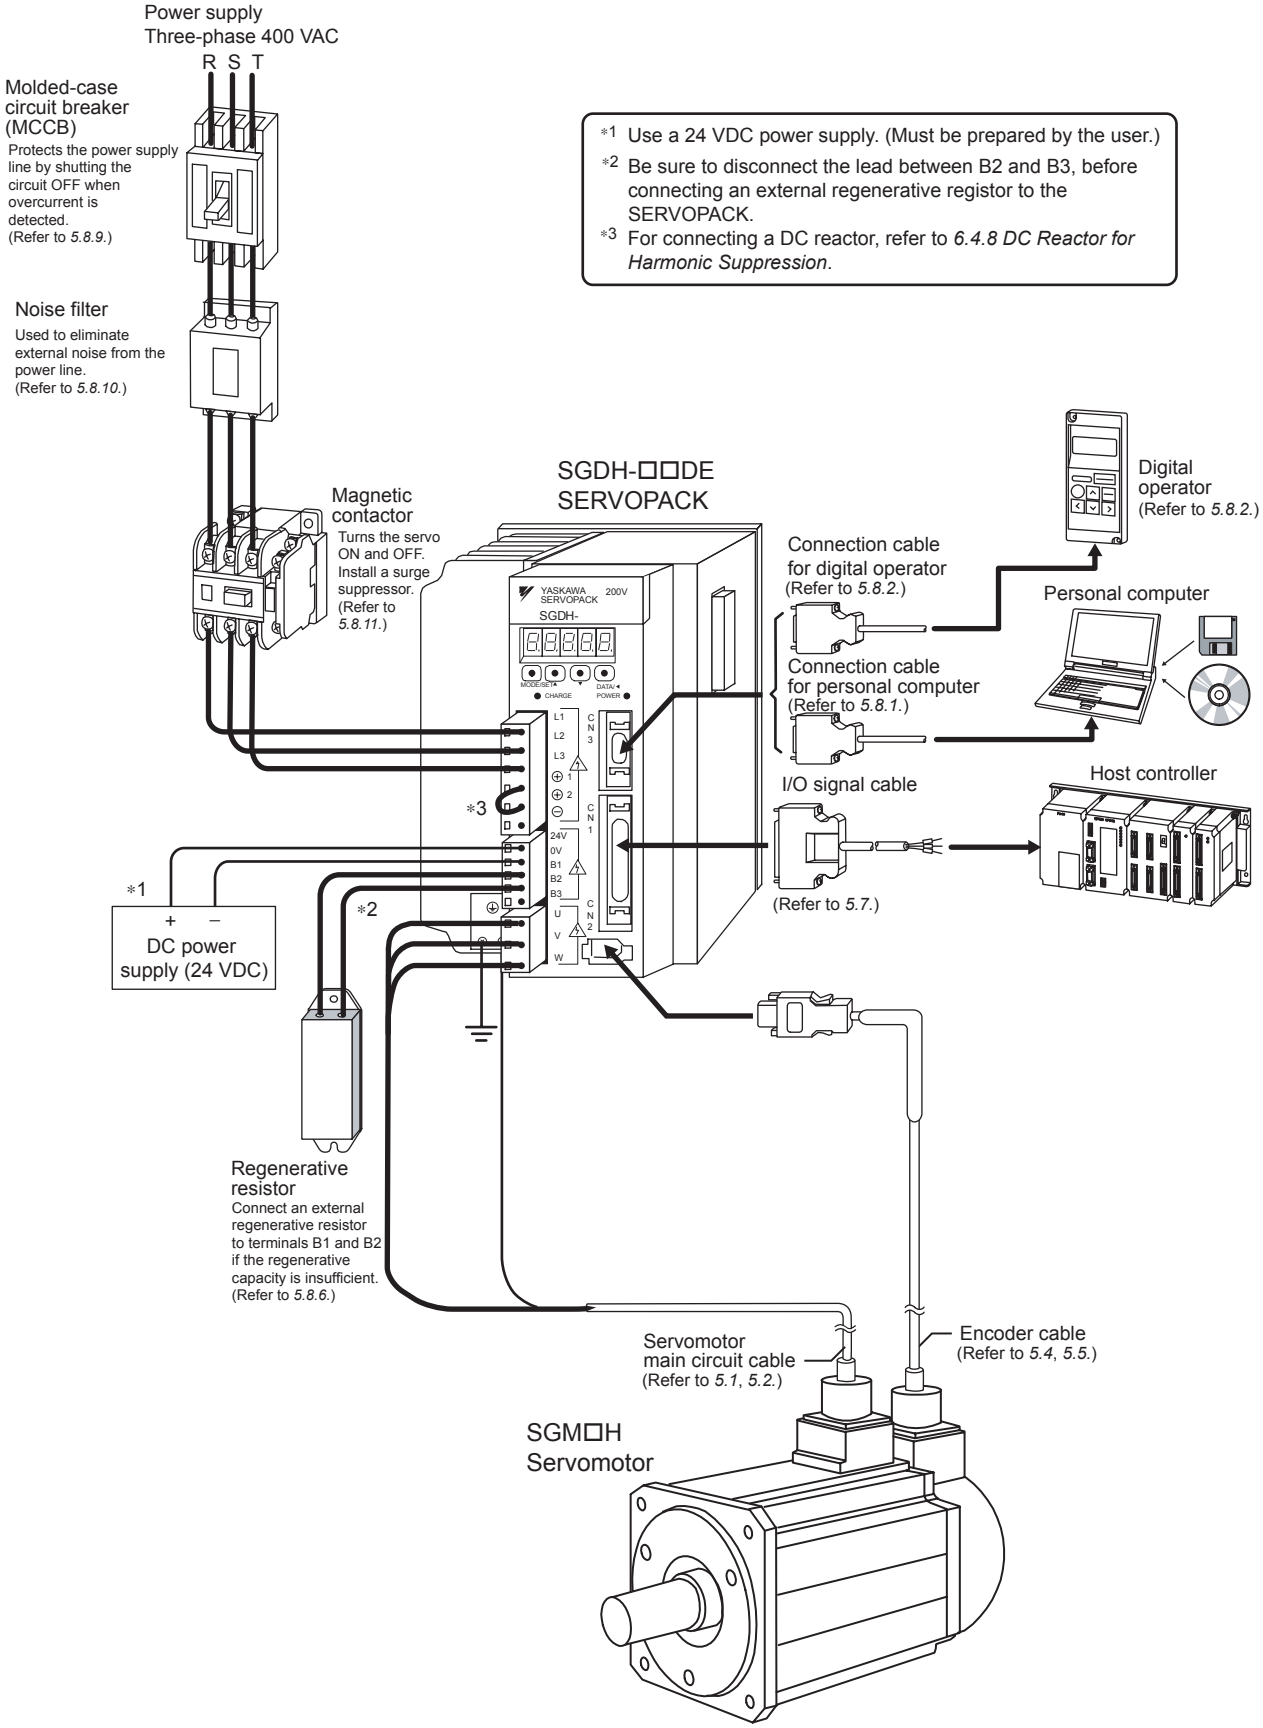 Power supply
Three-phase 400 VAC
R S T
Molded-case
circuit breaker
(MCCB)
Protects the power supply
line by shutting the
circuit OFF when
overcurrent is
detected.
(Refer to 5.8.9.)
*1 Use a 24 VDC power supply. (Must be prepared by the user.)
*2 Be sure to disconnect the lead between B2 and B3, before
connecting an external regenerative registor to the
SERVOPACK.
*3 For connecting a DC reactor, refer to 6.4.8 DC Reactor for
Harmonic Suppression.
Noise filter
Used to eliminate
external noise from the
power line.
(Refer to 5.8.10.)
Magnetic
contactor
Turns the servo
ON and OFF.
Install a surge
suppressor.
(Refer to
5.8.11.)
SGDH-□□DE
SERVOPACK
YASKAWA
SERVOPACK
200V
SGDH-
8.8.8.8.8.
MODE/SET▲
▼
DATA/◄
CHARGE
POWER
L1
L2
L3
⊕ 1
⊕ 2
⊖
24V
0V
B1
B2
B3
U
V
W
CN3
CN1
CN2
Digital
operator
(Refer to 5.8.2.)
Connection cable
for digital operator
(Refer to 5.8.2.)
Personal computer
Connection cable
for personal computer
(Refer to 5.8.1.)
I/O signal cable
(Refer to 5.7.)
Host controller
*3
*1
*2
+ –
DC power
supply (24 VDC)
Regenerative
resistor
Connect an external
regenerative resistor
to terminals B1 and B2
if the regenerative
capacity is insufficient.
(Refer to 5.8.6.)
Servomotor
main circuit cable
(Refer to 5.1, 5.2.)
Encoder cable
(Refer to 5.4, 5.5.)
SGM□H
Servomotor